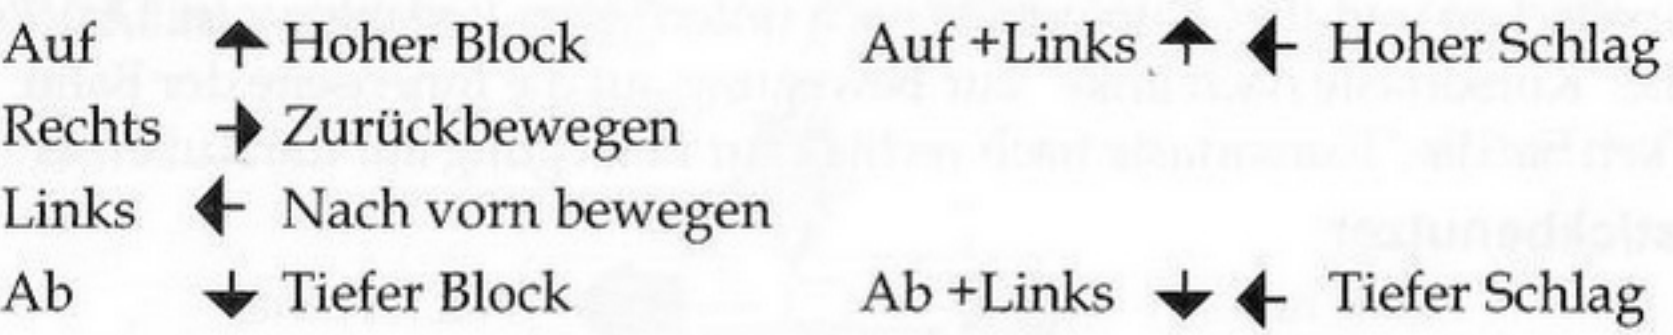 Auf ↑ Hoher Block Auf +Links ↑ ← Hoher Schlag
Rechts → Zurückbewegen
Links ← Nach vorn bewegen
Ab ↓ Tiefer Block Ab +Links ↓ ← Tiefer Schlag